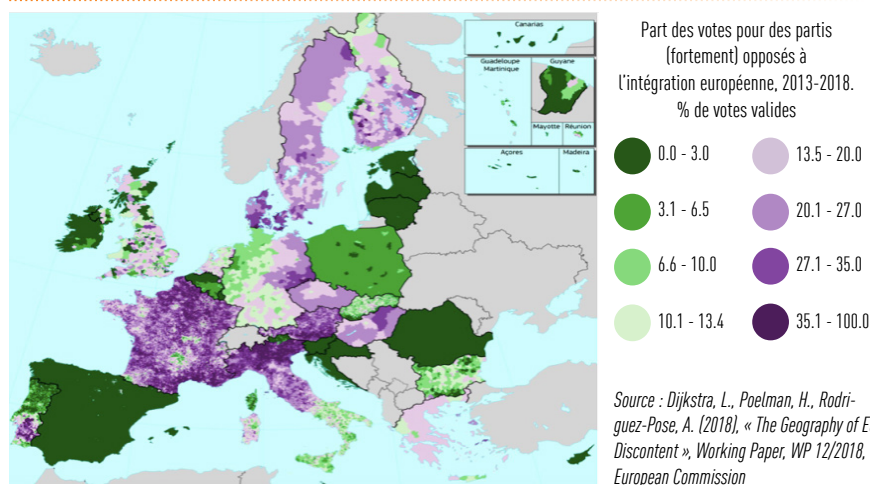 Canarias
Guadeloupe
Martinique
Guyane
Mayotte
Réunion
Açores
Madeira
Part des votes pour des partis
(fortement) opposés à
l'intégration européenne, 2013-2018.
% de votes valides
0.0 - 3.0
13.5 - 20.0
3.1 - 6.5
20.1 - 27.0
6.6 - 10.0
27.1 - 35.0
10.1 - 13.4
35.1 - 100.0
Source : Dijkstra, L., Poelman, H., Rodri-
guez-Pose, A. (2018), « The Geography of E
Discontent », Working Paper, WP 12/2018,
European Commission